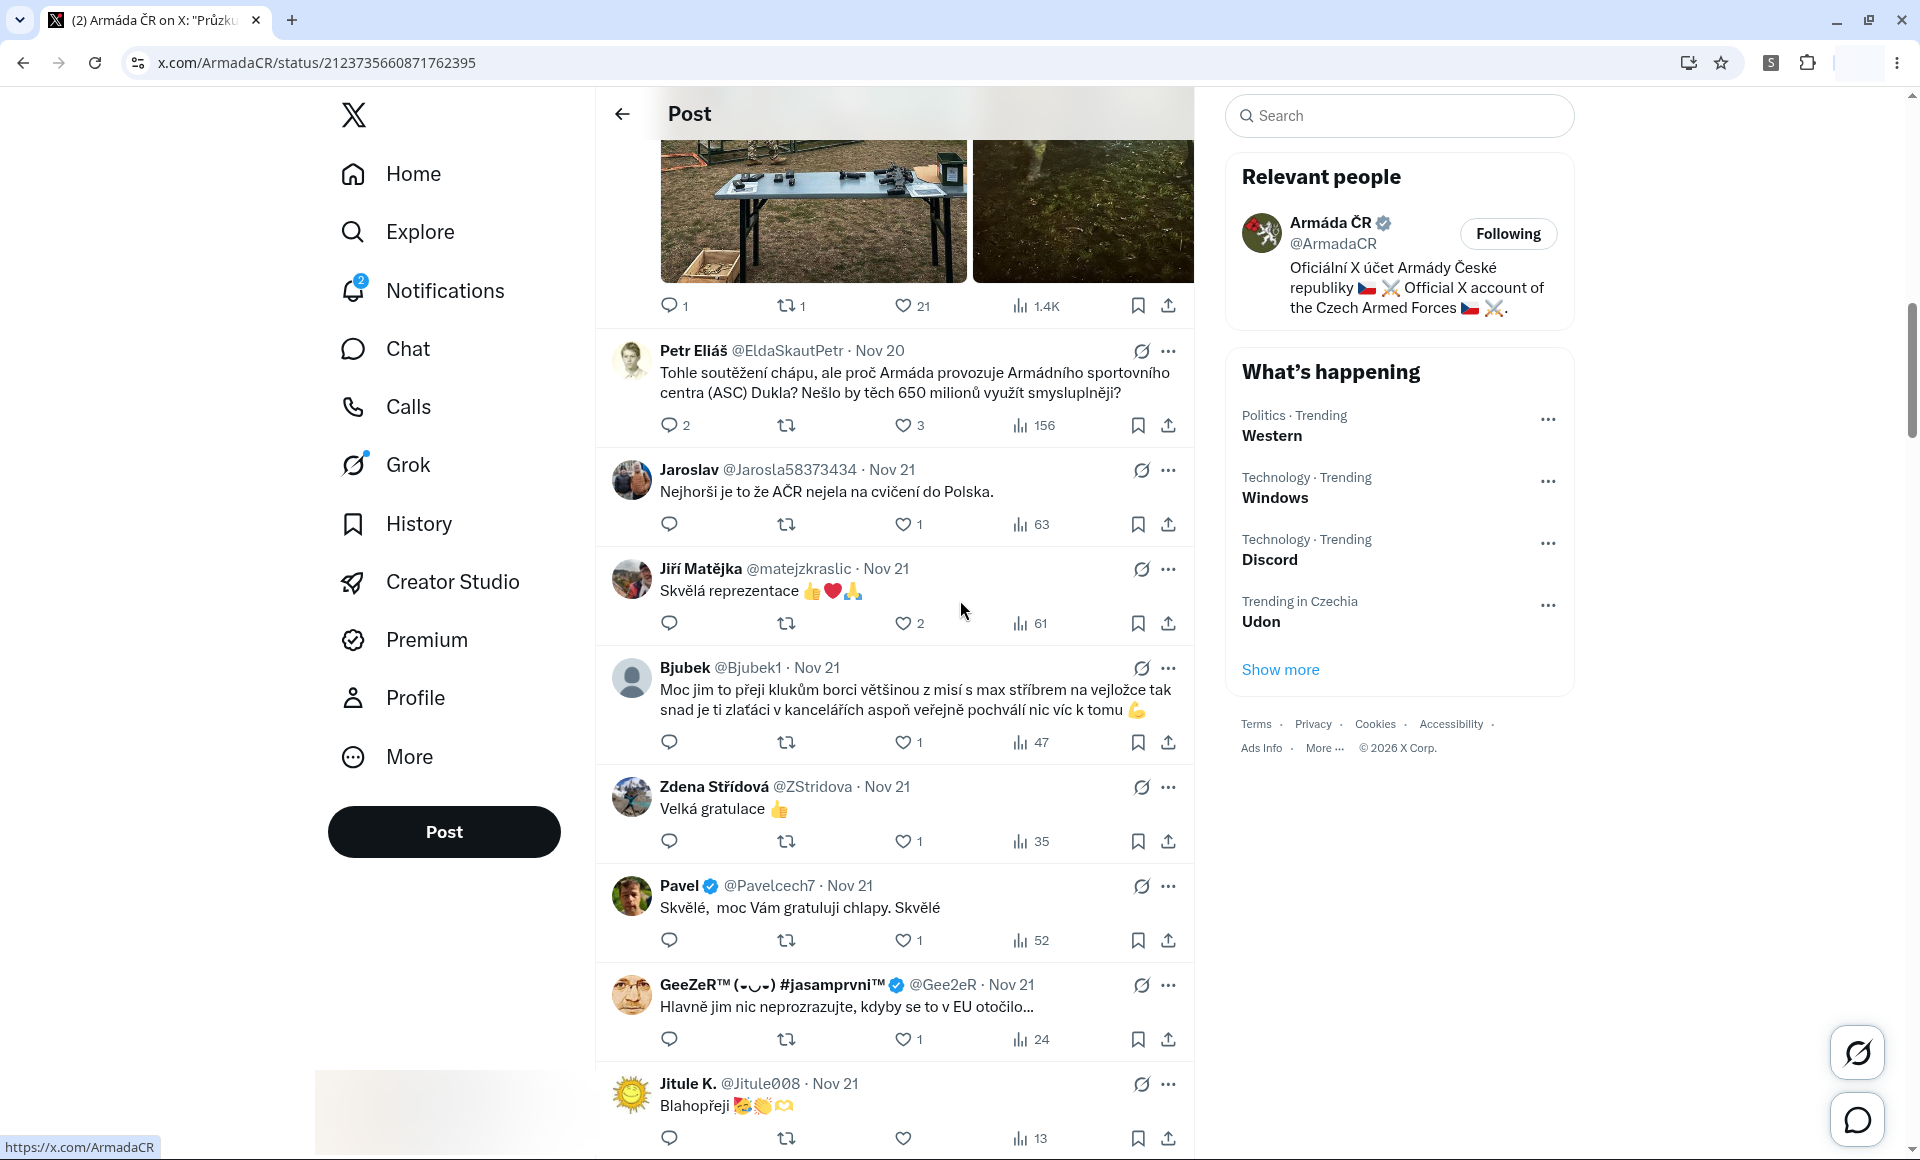 (2) Armáda ČR on X: "Průzku
x.com/ArmadaCR/status/2123735660871762395
S
Home
Explore
2
Notifications
Chat
Calls
Grok
History
Creator Studio
Premium
Profile
More
Post
https://x.com/ArmadaCR
Post
1
1
21
1.4K
Petr Eliáš @EldaSkautPetr · Nov 20
Tohle soutěžení chápu, ale proč Armáda provozuje Armádního sportovního
centra (ASC) Dukla? Nešlo by těch 650 milionů využít smysluplněji?
2
3
156
Jaroslav @Jarosla58373434 · Nov 21
Nejhorši je to že AČR nejela na cvičení do Polska.
1
63
Jiří Matějka @matejzkraslic · Nov 21
Skvělá reprezentace 👍❤️🙏
2
61
Bjubek @Bjubek1 · Nov 21
Moc jim to přeji klukům borci většinou z misí s max stříbrem na vejložce tak
snad je ti zlaťáci v kancelářích aspoň veřejně pochválí nic víc k tomu 💪
1
47
Zdena Střídová @ZStridova · Nov 21
Velká gratulace 👍
1
35
Pavel @Pavelcech7 · Nov 21
Skvělé,  moc Vám gratuluji chlapy. Skvělé
1
52
GeeZeR™ (◒◡◒) #jasamprvni™ @Gee2eR · Nov 21
Hlavně jim nic neprozrazujte, kdyby se to v EU otočilo...
1
24
Jitule K. @Jitule008 · Nov 21
Blahopřeji 🥳👏🫶
13
Search
Relevant people
Armáda ČR
@ArmadaCR
Following
Oficiální X účet Armády České
republiky 🇨🇿 ⚔️ Official X account of
the Czech Armed Forces 🇨🇿 ⚔️.
What's happening
Politics · Trending
Western
Technology · Trending
Windows
Technology · Trending
Discord
Trending in Czechia
Udon
Show more
Terms · Privacy · Cookies · Accessibility ·
Ads Info · More ··· © 2026 X Corp.